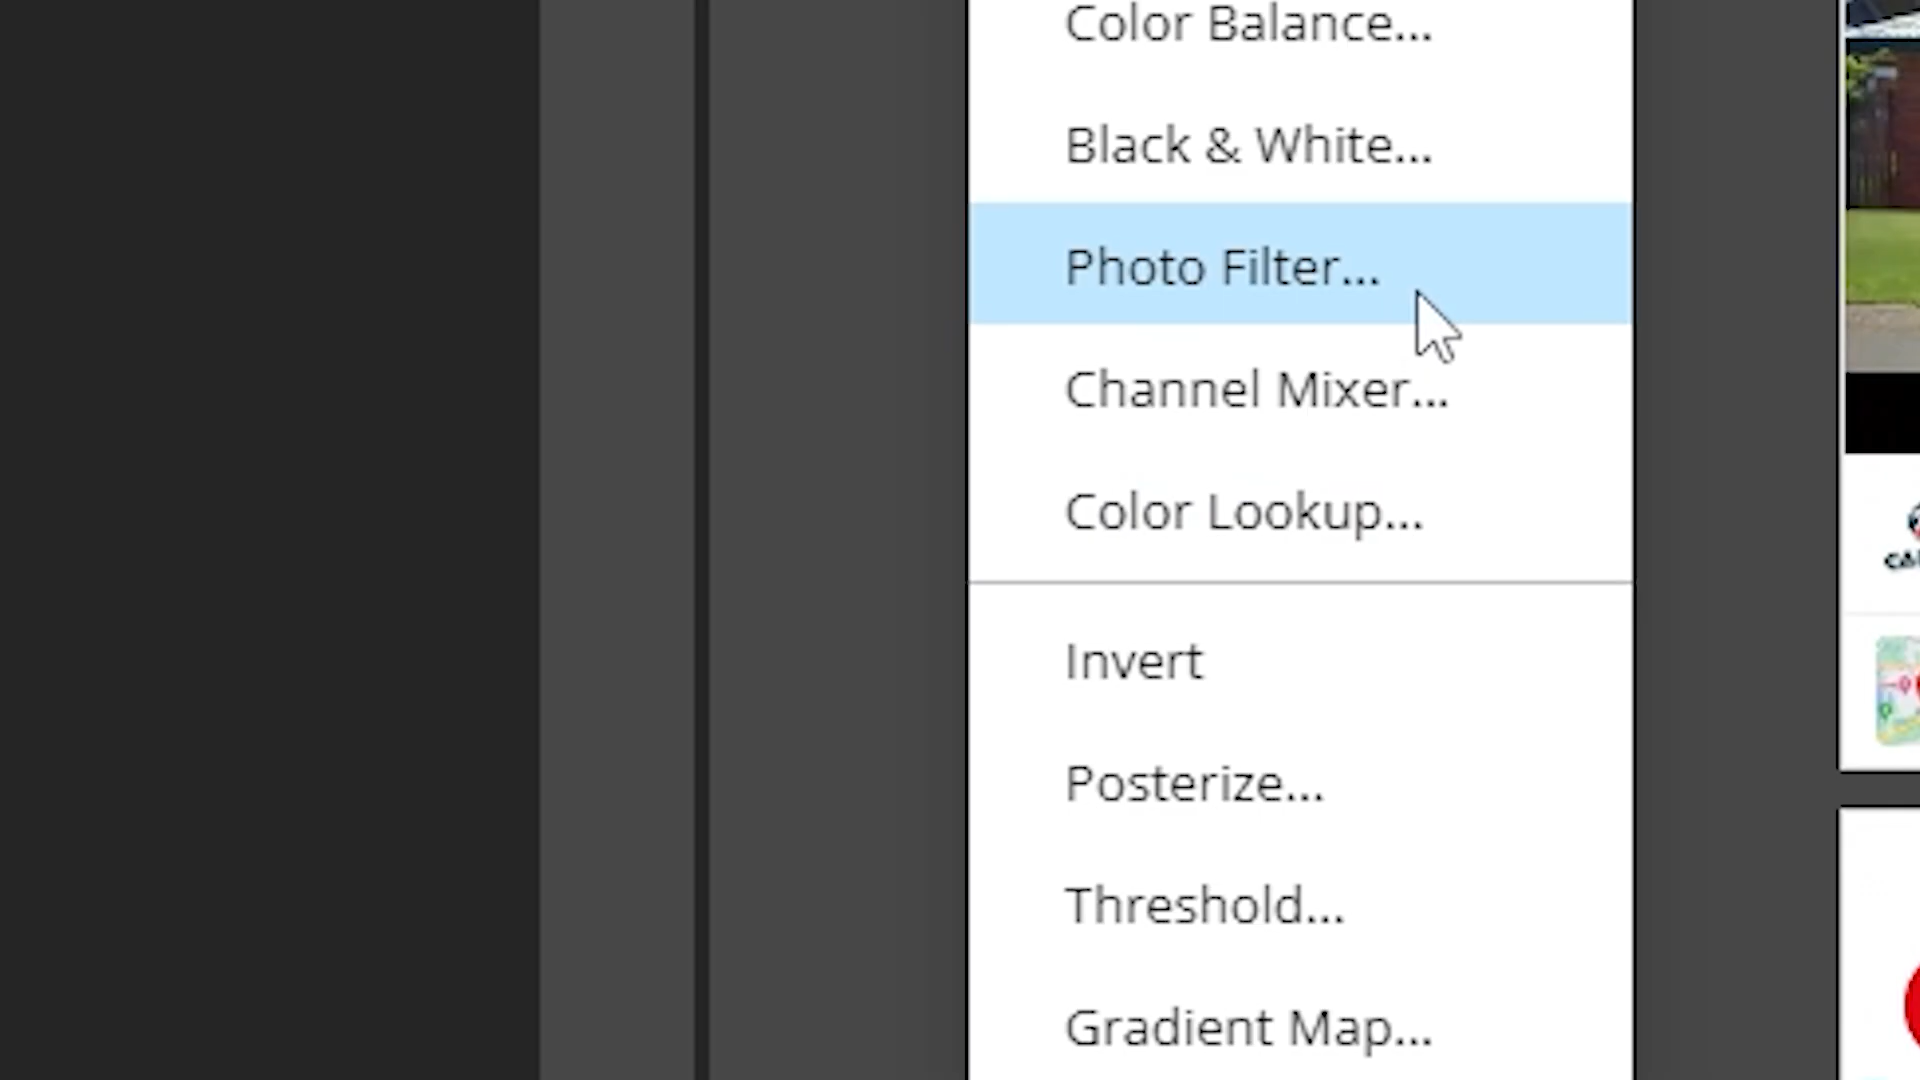 Color Balance...
Black & White...
Photo Filter...
Channel Mixer...
Color Lookup...
Invert
Posterize...
Threshold...
Gradient Map...